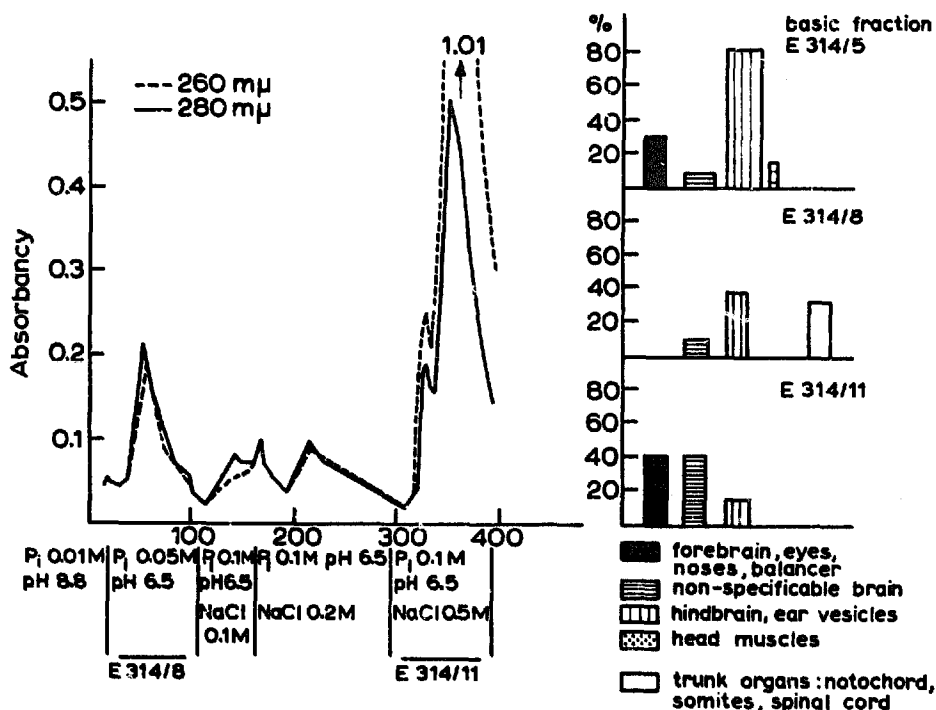 1.01
260 mµ
280 mµ
0.5
0.4
0.3
0.2
0.1
Absorbancy
100
200
300
400
Pi 0.01M
pH 8.8
Pi 0.05M
pH 6.5
Pi 0.1M
pH6.5
NaCl
0.1M
Pi 0.1M pH 6.5
NaCl 0.2M
Pi 0.1M
pH 6.5
NaCl 0.5M
E 314/8
E 314/11
%
basic fraction
E 314/5
80
60
40
20
E 314/8
80
60
40
20
E 314/11
80
60
40
20
forebrain, eyes,
noses, balancer
non-specificable brain
hindbrain, ear vesicles
head muscles
trunk organs: notochord,
somites, spinal cord